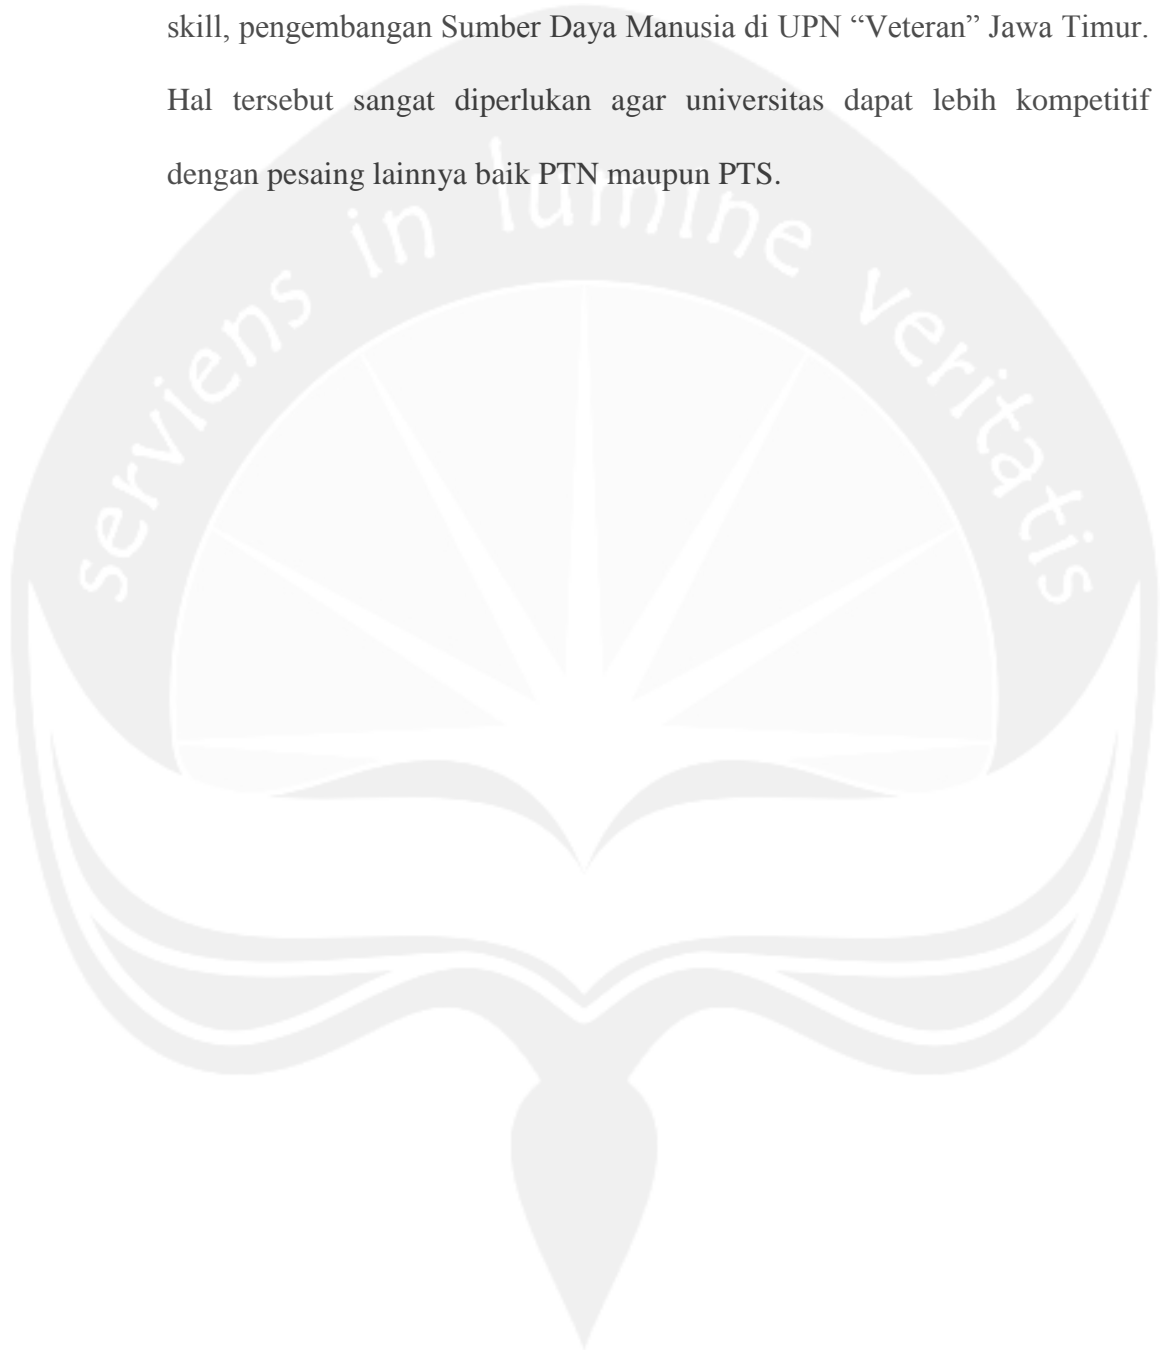 skill, pengembangan Sumber Daya Manusia di UPN “Veteran” Jawa Timur.
Hal tersebut sangat diperlukan agar universitas dapat lebih kompetitif
dengan pesaing lainnya baik PTN maupun PTS.
serviens in lumine veritatis